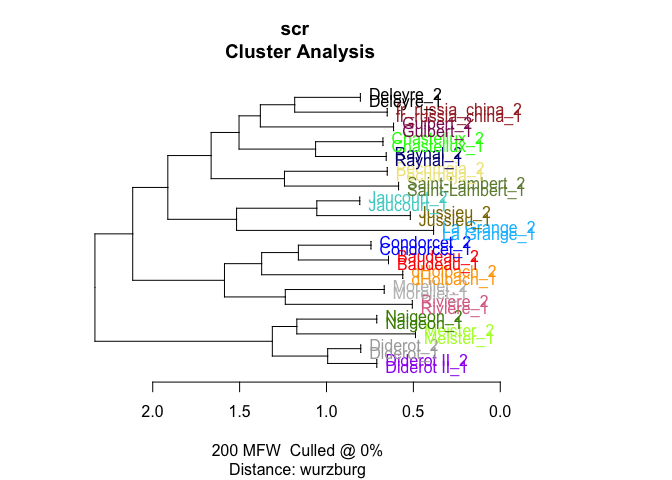 scr
Cluster Analysis
Deleyre_2
Deleyre_1
fr_russia_china_2
fr_russia_china_1
Guibert_2
Guibert_1
Chastellux_2
Chastellux_1
Raynal_2
Raynal_1
Saint-Lambert_2
Saint-Lambert_1
Jaucourt_2
Jaucourt_1
Jussieu_2
Jussieu_1
La Grange_2
La Grange_1
Condorcet_2
Condorcet_1
Baudeau_2
Baudeau_1
dHolbach_2
dHolbach_1
Morellet_2
Morellet_1
Riviere_2
Riviere_1
Naigeon_2
Naigeon_1
Meister_2
Meister_1
Diderot_2
Diderot_1
Diderot II_2
Diderot II_1
2.0 1.5 1.0 0.5 0.0
200 MFW Culled @ 0%
Distance: wurzburg